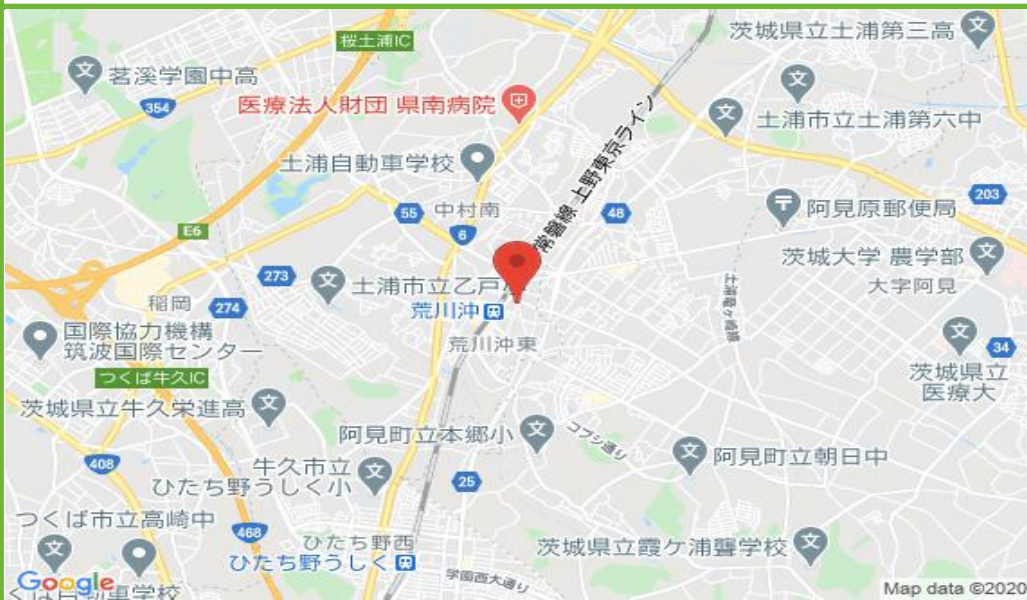 茨城県立土浦第三高
桜土浦IC
茗溪学園中高
354
医療法人財団 県南病院
土浦市立土浦第六中
土浦自動車学校
常磐線 上野東京ライン
203
55
中村南
48
阿見原郵便局
6
E6
茨城大学 農学部
273
土浦市立乙戸
大字阿見
稲岡
274
荒川沖
国際協力機構
筑波国際センター
荒川沖東
34
つくば牛久IC
茨城県立
医療大
茨城県立牛久栄進高
阿見町立本郷小
コブシ通り
阿見町立朝日中
408
牛久市立
ひたち野うしく小
25
つくば市立高崎中
468
ひたち野西
ひたち野うしく
茨城県立霞ケ浦聾学校
学園西大通り
Google
車学校
Map data ©2020